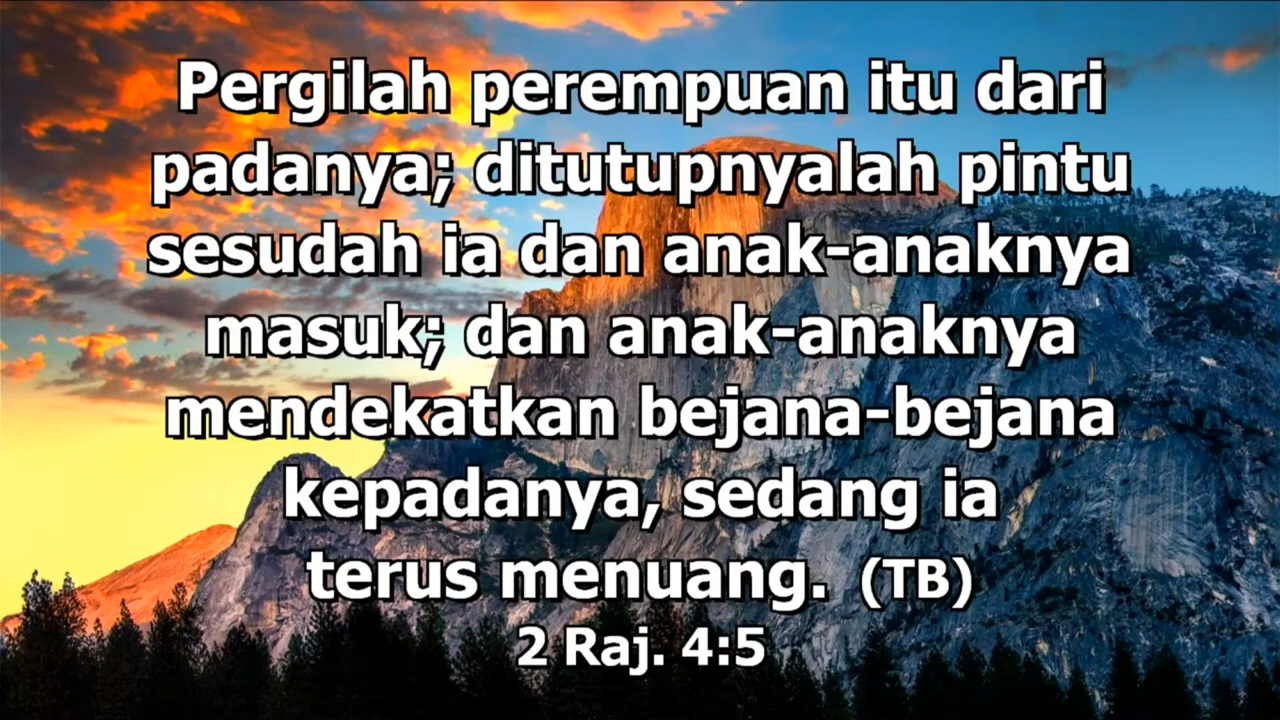 Pergilah perempuan itu dari
padanya; ditutupnyalah pintu
sesudah ia dan anak-anaknya
masuk; dan anak-anaknya
mendekatkan bejana-bejana
kepadanya, sedang ia
terus menuang. (TB)
2 Raj. 4:5